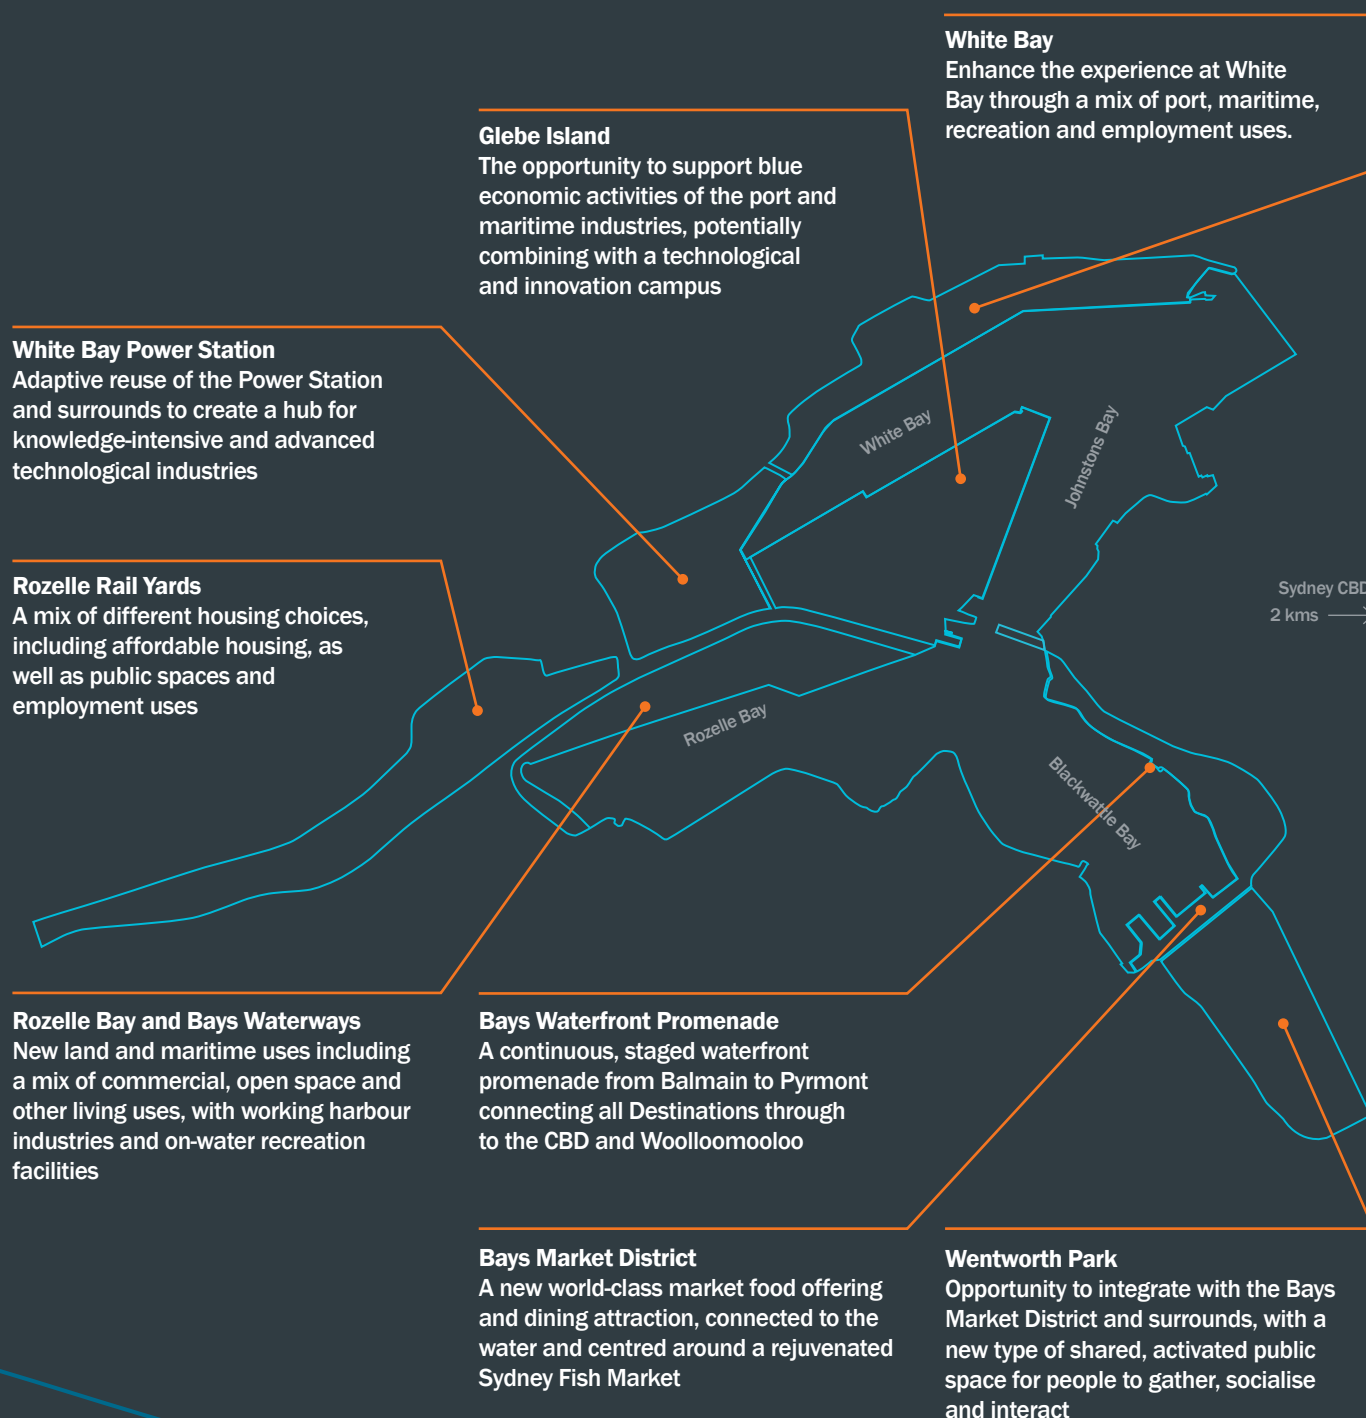 White Bay
Enhance the experience at White
Bay through a mix of port, maritime,
recreation and employment uses.
Glebe Island
The opportunity to support blue
economic activities of the port and
maritime industries, potentially
combining with a technological
and innovation campus
White Bay Power Station
Adaptive reuse of the Power Station
and surrounds to create a hub for
knowledge-intensive and advanced
technological industries
White Bay
Johnstons Bay
Rozelle Rail Yards
A mix of different housing choices,
including affordable housing, as
well as public spaces and
employment uses
Sydney CBD
2 kms
Rozelle Bay
Blackwattle Bay
Rozelle Bay and Bays Waterways
New land and maritime uses including
a mix of commercial, open space and
other living uses, with working harbour
industries and on-water recreation
facilities
Bays Waterfront Promenade
A continuous, staged waterfront
promenade from Balmain to Pyrmont
connecting all Destinations through
to the CBD and Woolloomooloo
Bays Market District
A new world-class market food offering
and dining attraction, connected to the
water and centred around a rejuvenated
Sydney Fish Market
Wentworth Park
Opportunity to integrate with the Bays
Market District and surrounds, with a
new type of shared, activated public
space for people to gather, socialise
and interact